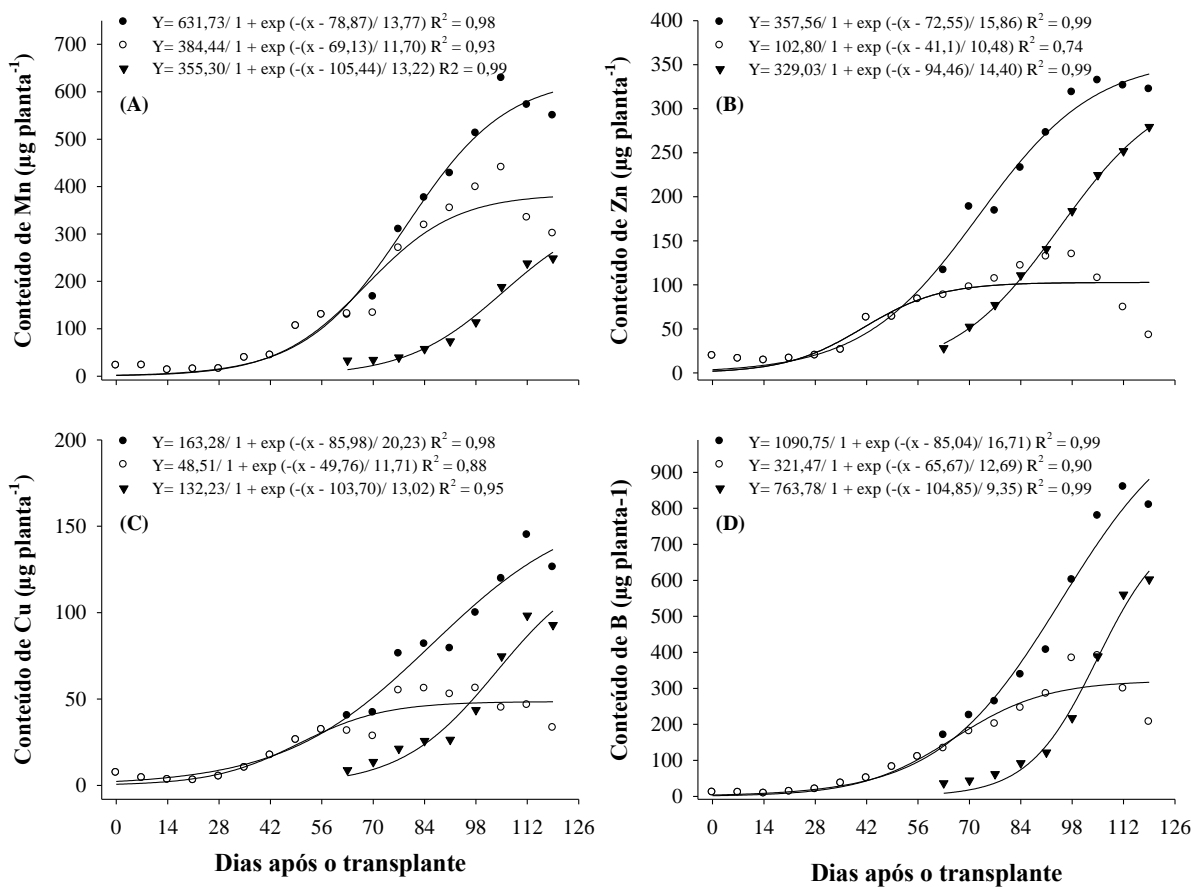 Y= 631,73/ 1 + exp (-(x - 78,87)/ 13,77) R² = 0,98
Y= 384,44/ 1 + exp (-(x - 69,13)/ 11,70) R² = 0,93
Y= 355,30/ 1 + exp (-(x - 105,44)/ 13,22) R2 = 0,99
(A)
Conteúdo de Mn (µg planta⁻¹)
700
600
500
400
300
200
100
0
Y= 357,56/ 1 + exp (-(x - 72,55)/ 15,86) R² = 0,99
Y= 102,80/ 1 + exp (-(x - 41,1)/ 10,48) R² = 0,74
Y= 329,03/ 1 + exp (-(x - 94,46)/ 14,40) R² = 0,99
(B)
Conteúdo de Zn (µg planta⁻¹)
400
350
300
250
200
150
100
50
0
Y= 163,28/ 1 + exp (-(x - 85,98)/ 20,23) R² = 0,98
Y= 48,51/ 1 + exp (-(x - 49,76)/ 11,71) R² = 0,88
Y= 132,23/ 1 + exp (-(x - 103,70)/ 13,02) R² = 0,95
(C)
Conteúdo de Cu (µg planta⁻¹)
200
150
100
50
0
0 14 28 42 56 70 84 98 112 126
Dias após o transplante
Y= 1090,75/ 1 + exp (-(x - 85,04)/ 16,71) R² = 0,99
Y= 321,47/ 1 + exp (-(x - 65,67)/ 12,69) R² = 0,90
Y= 763,78/ 1 + exp (-(x - 104,85)/ 9,35) R² = 0,99
(D)
Conteúdo de B (µg planta-1)
900
800
700
600
500
400
300
200
100
0
0 14 28 42 56 70 84 98 112 126
Dias após o transplante